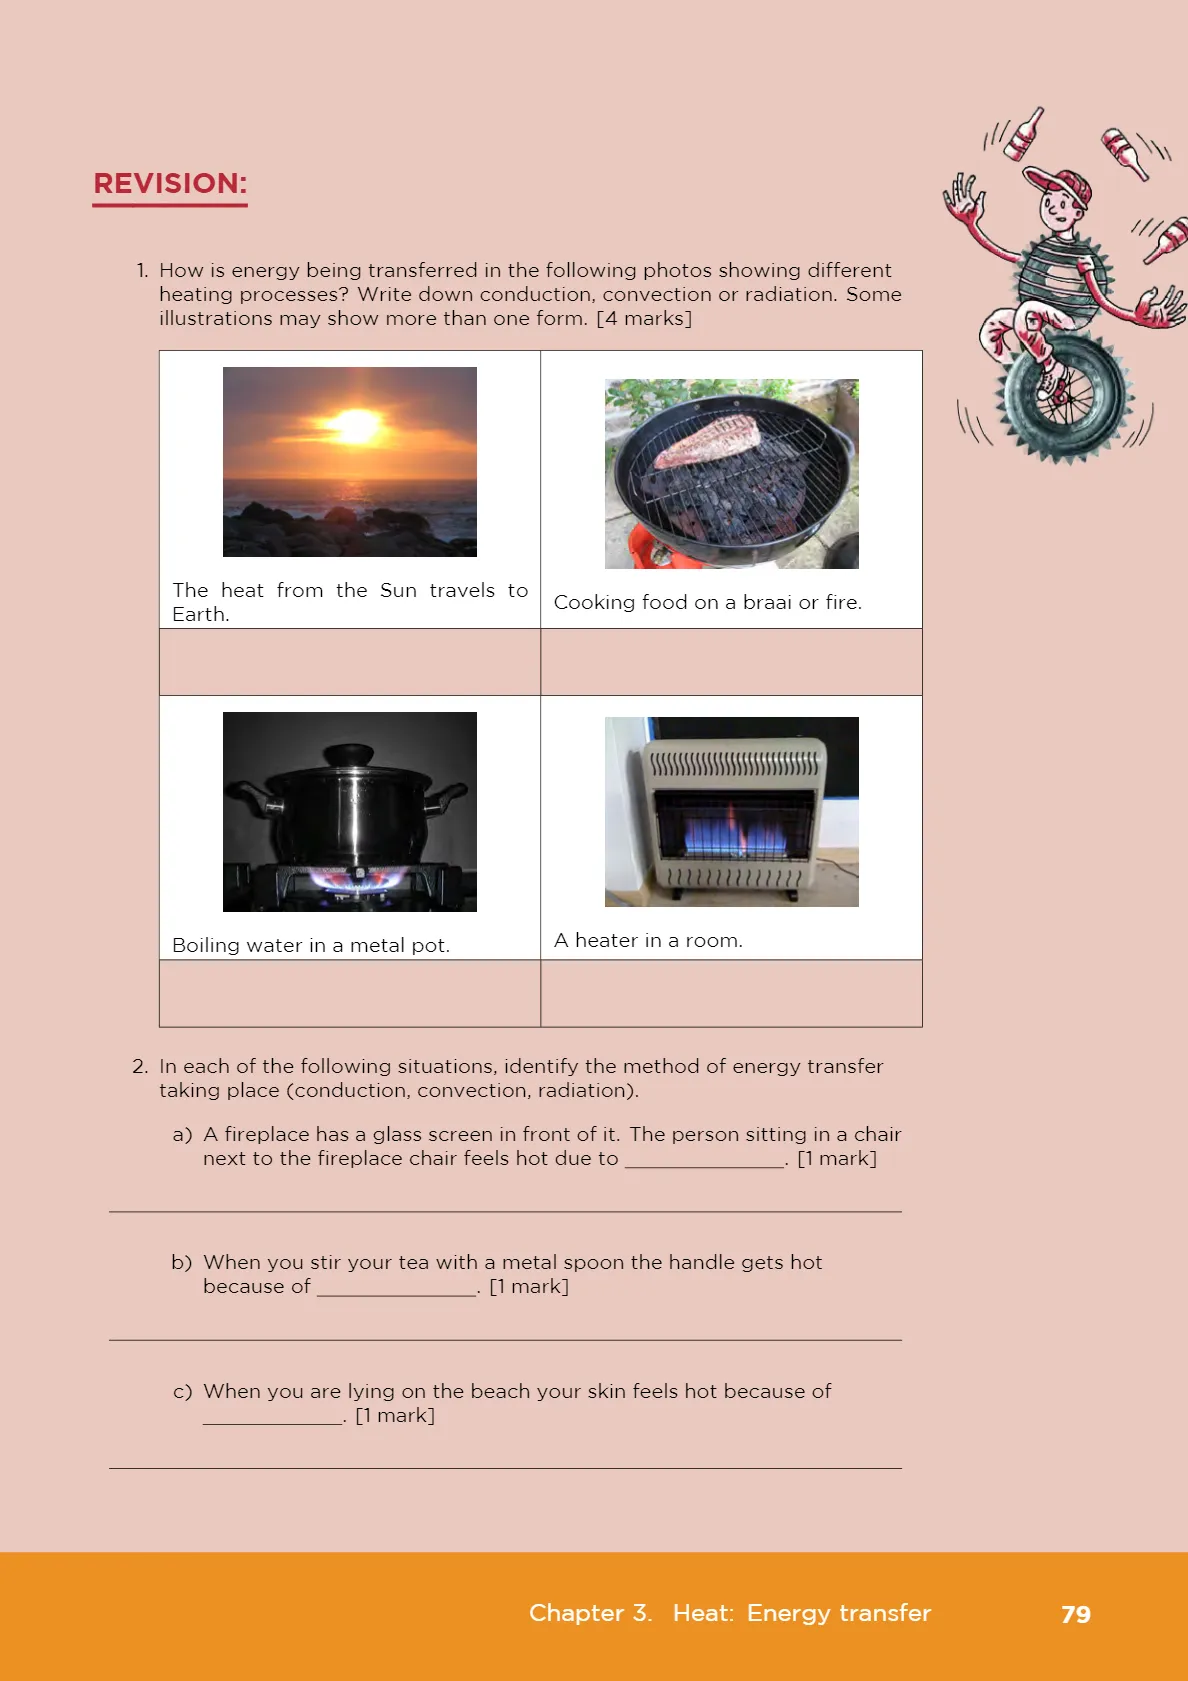 REVISION:
1. How is energy being transferred in the following photos showing different
heating processes? Write down conduction, convection or radiation. Some
illustrations may show more than one form. [4 marks]
The heat from the Sun travels to
Earth.
Cooking food on a braai or fire.
Boiling water in a metal pot.
A heater in a room.
2. In each of the following situations, identify the method of energy transfer
taking place (conduction, convection, radiation).
a) A fireplace has a glass screen in front of it. The person sitting in a chair
next to the fireplace chair feels hot due to ______________. [1 mark]
b) When you stir your tea with a metal spoon the handle gets hot
because of ______________. [1 mark]
c) When you are lying on the beach your skin feels hot because of
____________. [1 mark]
Chapter 3. Heat: Energy transfer 79